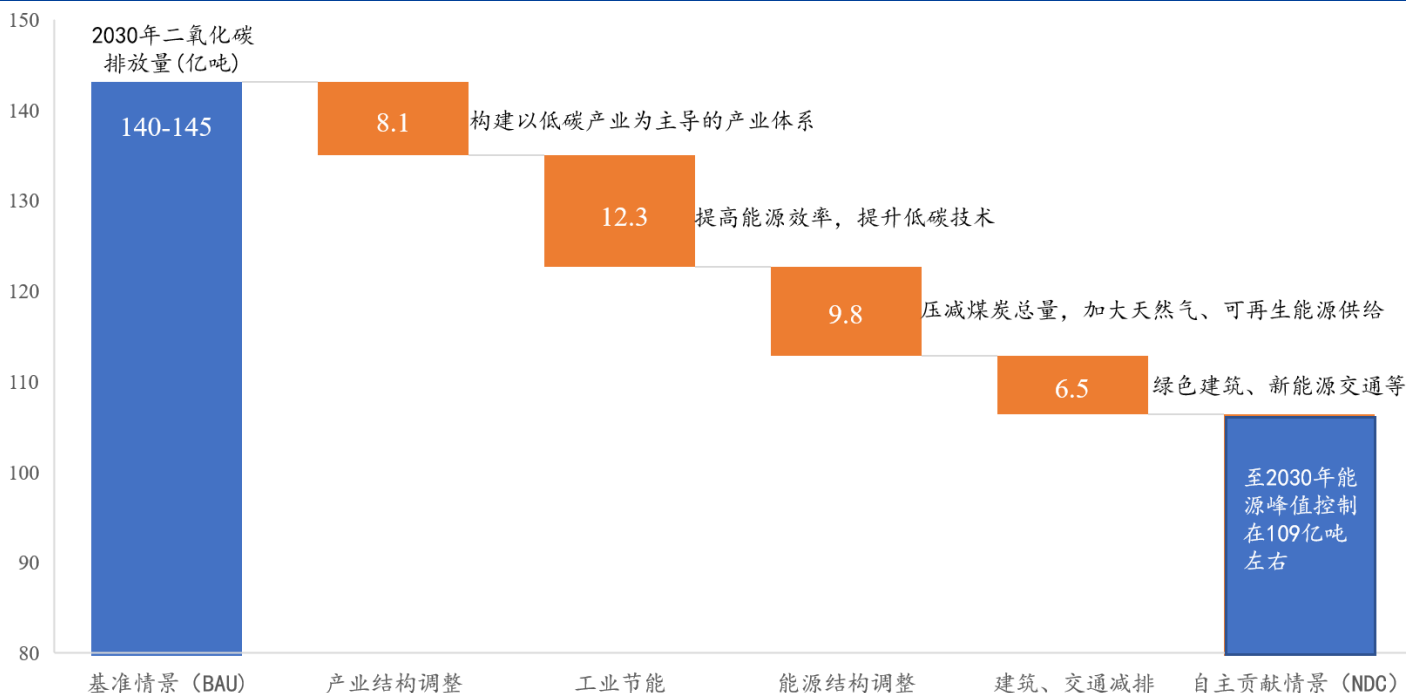 150
2030年二氧化碳
排放量(亿吨)
140
140-145
8.1
构建以低碳产业为主导的产业体系
130
12.3
提高能源效率，提升低碳技术
120
9.8
压减煤炭总量，加大天然气、可再生能源供给
110
6.5
绿色建筑、新能源交通等
100
至2030年能
源峰值控制
在109亿吨
左右
90
80
基准情景（BAU)
产业结构调整
工业节能
能源结构调整
建筑、交通减排
自主贡献情景（NDC）